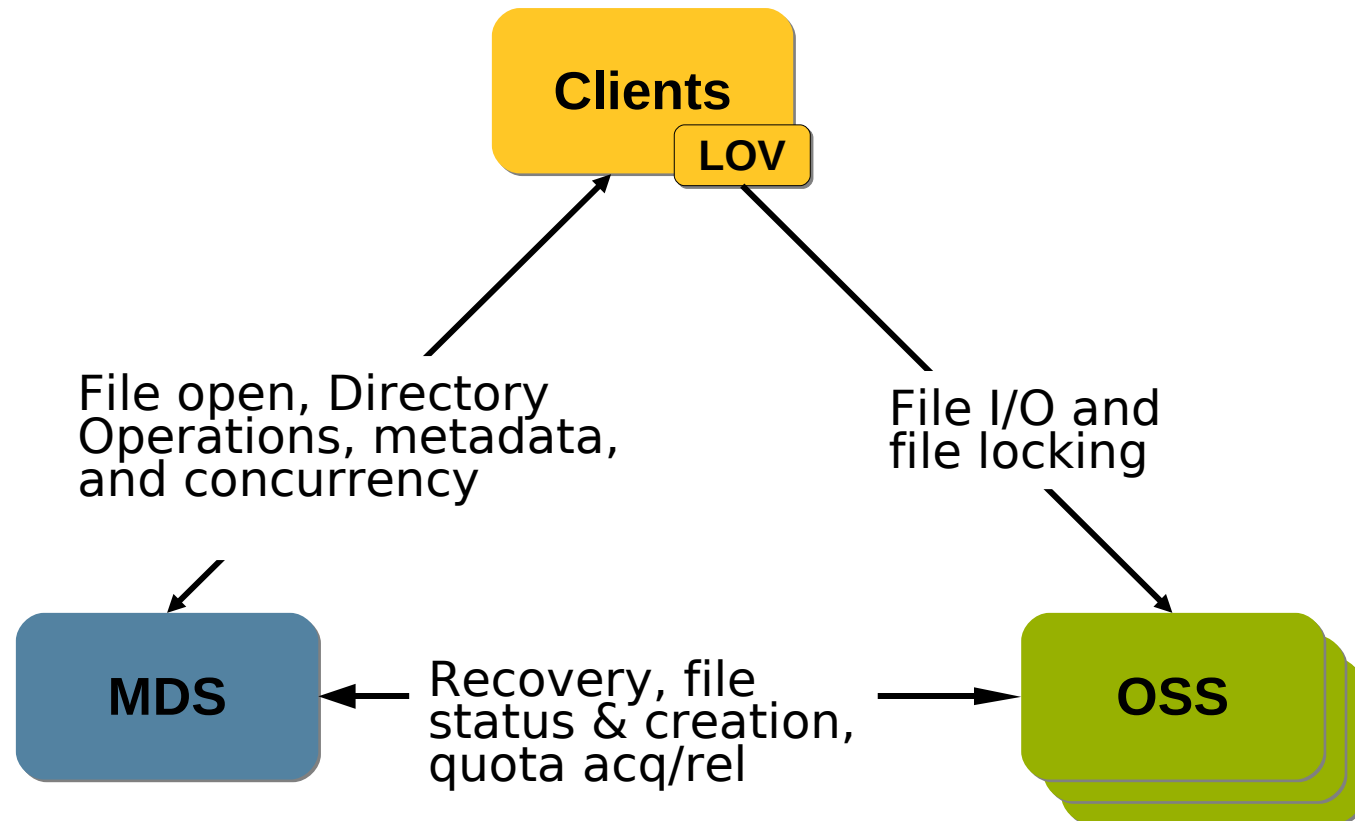 Clients
LOV
File open, Directory
Operations, metadata,
and concurrency
File I/O and
file locking
MDS
Recovery, file
status & creation,
quota acq/rel
OSS